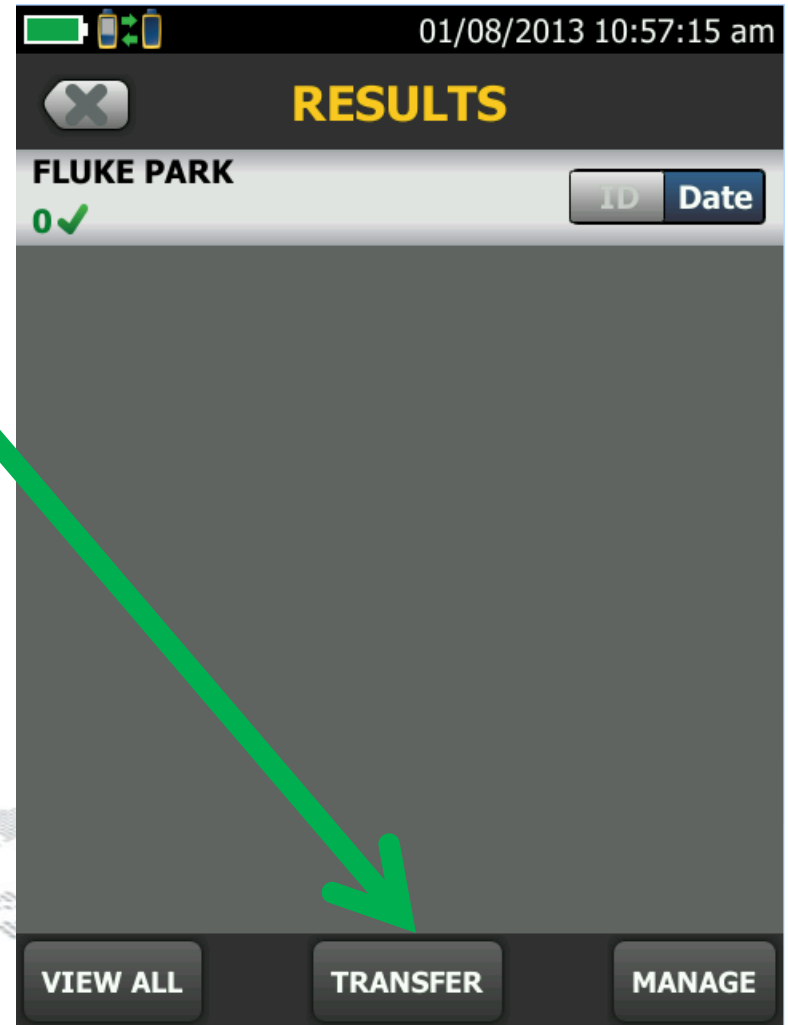 01/08/2013 10:57:15 am
RESULTS
FLUKE PARK
0
ID Date
VIEW ALL TRANSFER MANAGE